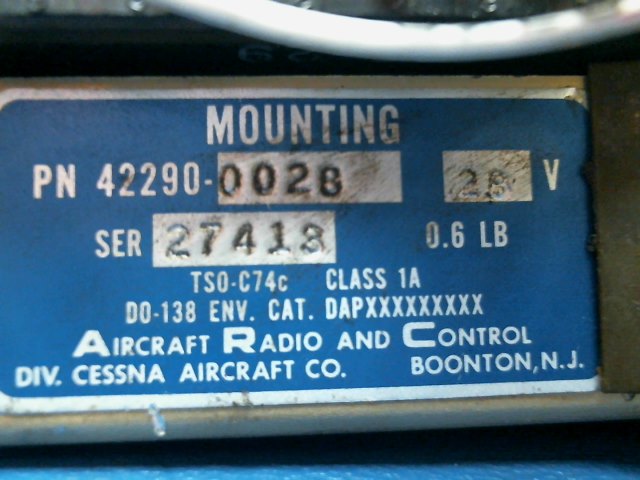 MOUNTING
PN 42290-0028 28 V
SER 27413 0.6 LB
TSO-C74c CLASS 1A
DO-138 ENV. CAT. DAPXXXXXXXXX
AIRCRAFT RADIO AND CONTROL
DIV. CESSNA AIRCRAFT CO. BOONTON, N.J.